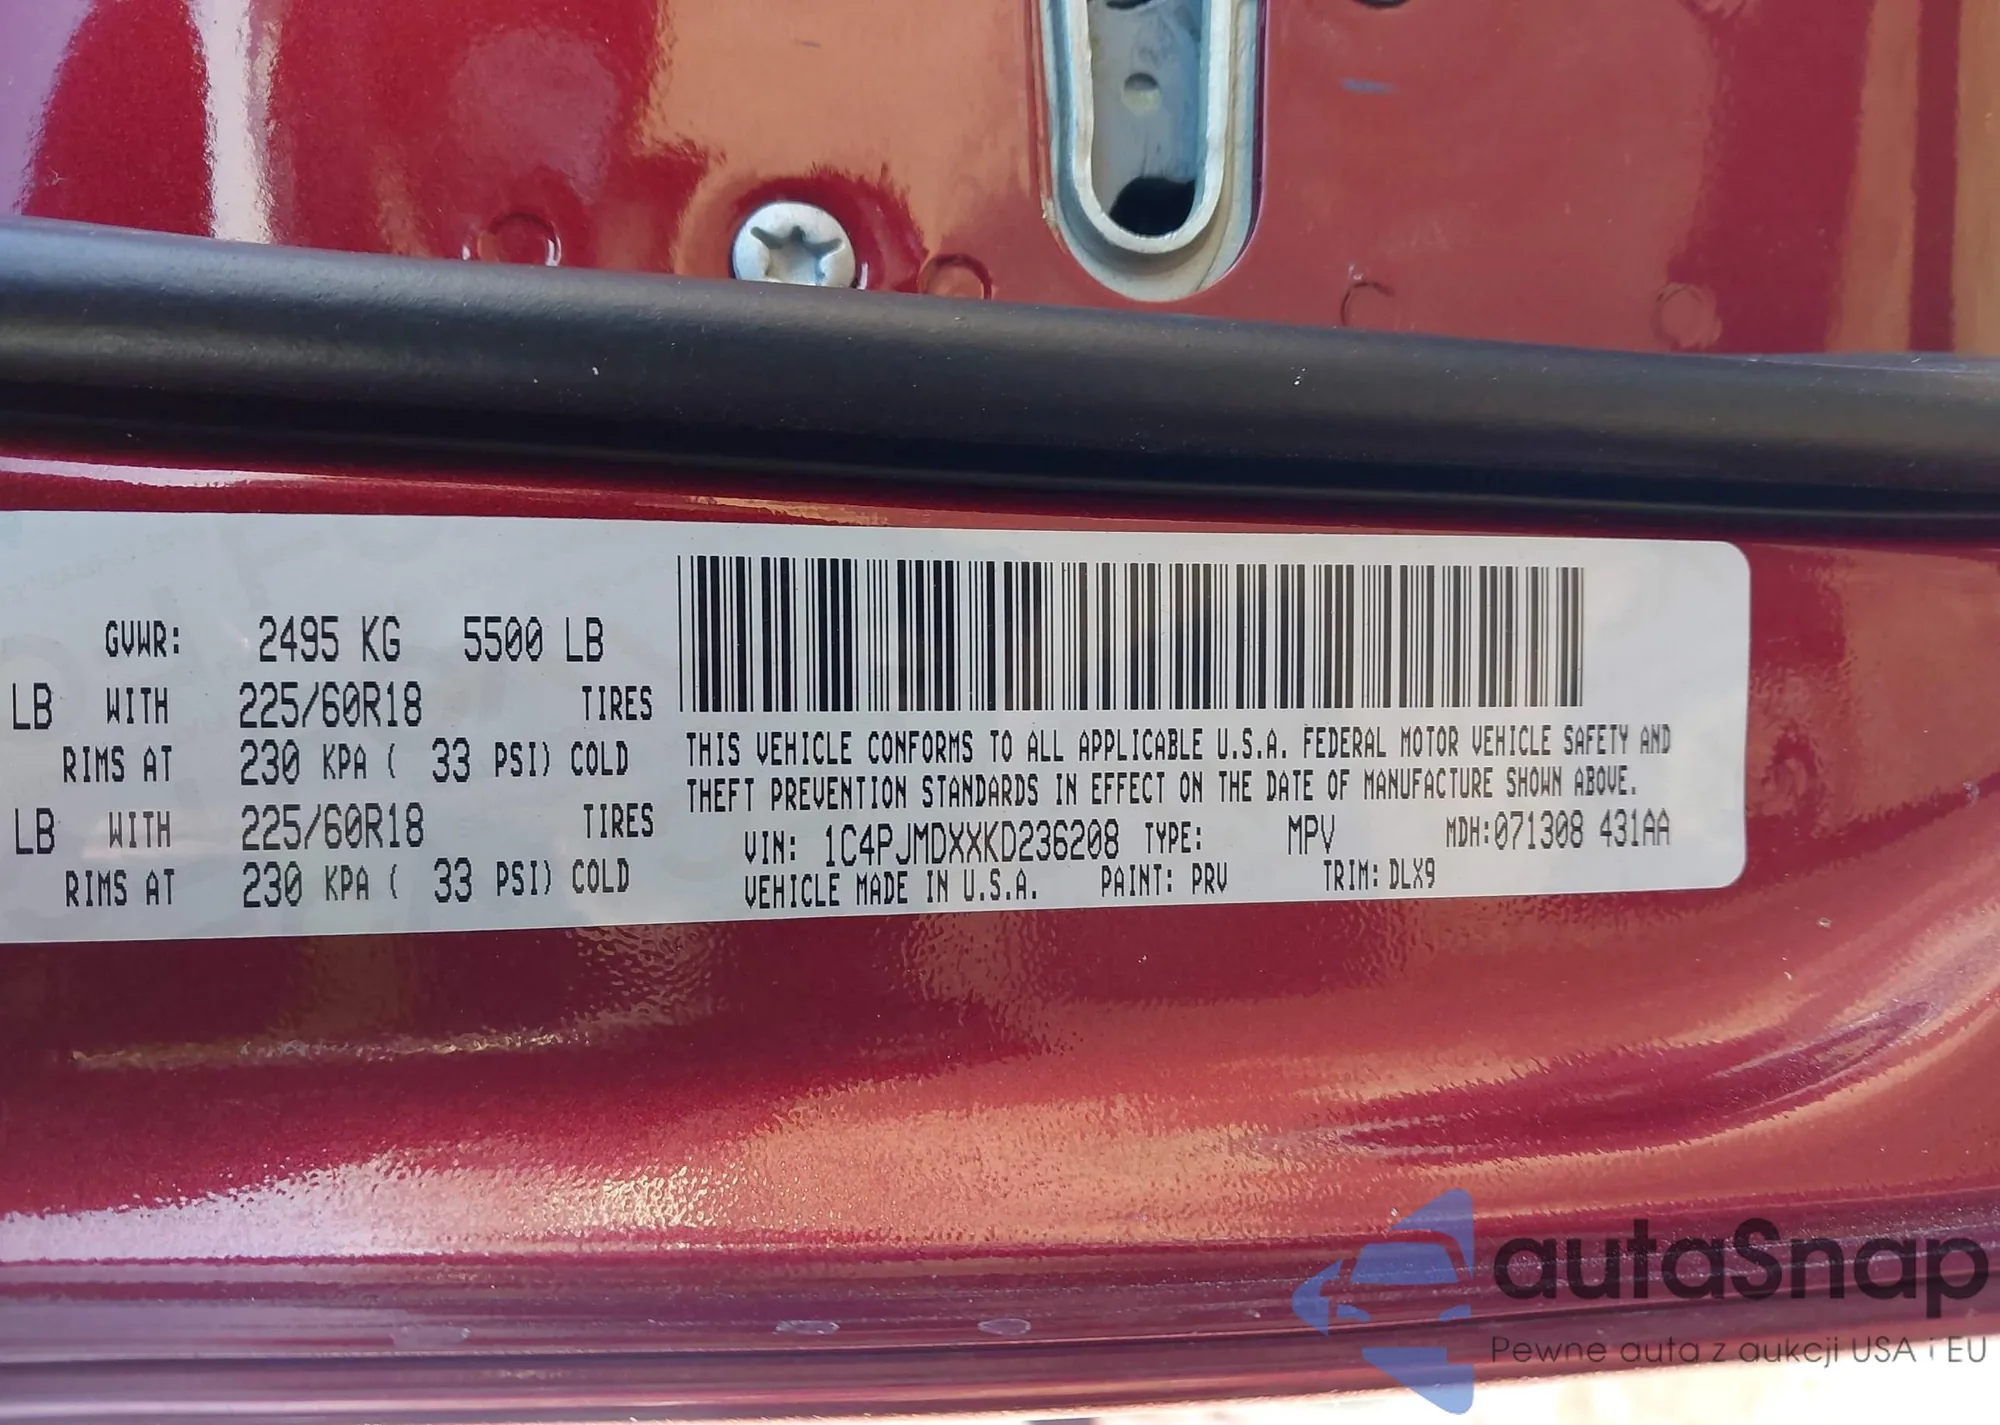 GVWR: 2495 KG 5500 LB
LB WITH 225/60R18 TIRES
RIMS AT 230 KPA ( 33 PSI) COLD
LB WITH 225/60R18 TIRES
RIMS AT 230 KPA ( 33 PSI) COLD
THIS VEHICLE CONFORMS TO ALL APPLICABLE U.S.A. FEDERAL MOTOR VEHICLE SAFETY AND
THEFT PREVENTION STANDARDS IN EFFECT ON THE DATE OF MANUFACTURE SHOWN ABOVE.
VIN: 1C4PJMDXXKD236208 TYPE: MPV MDH:071308 431AA
VEHICLE MADE IN U.S.A. PAINT: PRV TRIM: DLX9
autaSnap
Pewne auta z aukcji USA i EU